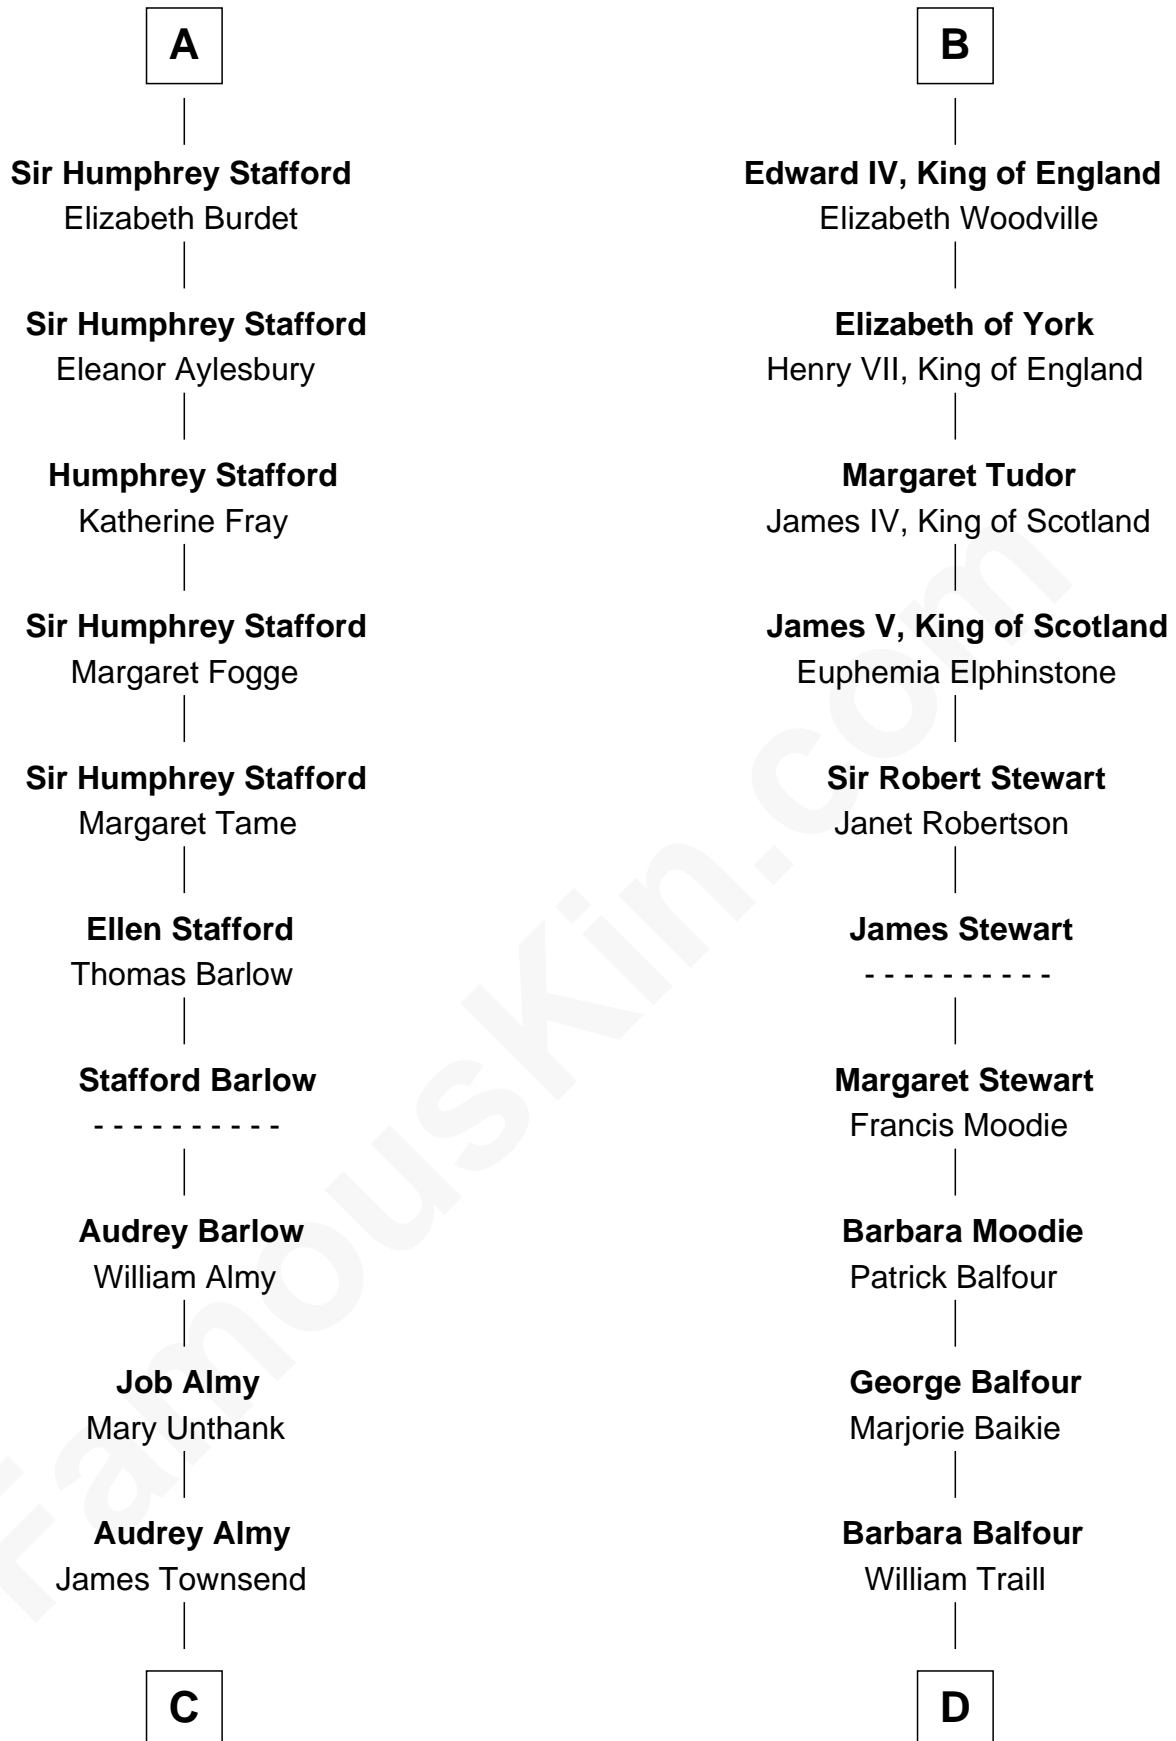 A
Sir Humphrey Stafford
Elizabeth Burdet
Sir Humphrey Stafford
Eleanor Aylesbury
Humphrey Stafford
Katherine Fray
Sir Humphrey Stafford
Margaret Fogge
Sir Humphrey Stafford
Margaret Tame
Ellen Stafford
Thomas Barlow
Stafford Barlow
- - - - - - - - - -
Audrey Barlow
William Almy
Job Almy
Mary Unthank
Audrey Almy
James Townsend
C
B
Edward IV, King of England
Elizabeth Woodville
Elizabeth of York
Henry VII, King of England
Margaret Tudor
James IV, King of Scotland
James V, King of Scotland
Euphemia Elphinstone
Sir Robert Stewart
Janet Robertson
James Stewart
- - - - - - - - - -
Margaret Stewart
Francis Moodie
Barbara Moodie
Patrick Balfour
George Balfour
Marjorie Baikie
Barbara Balfour
William Traill
D
FamousKin.com